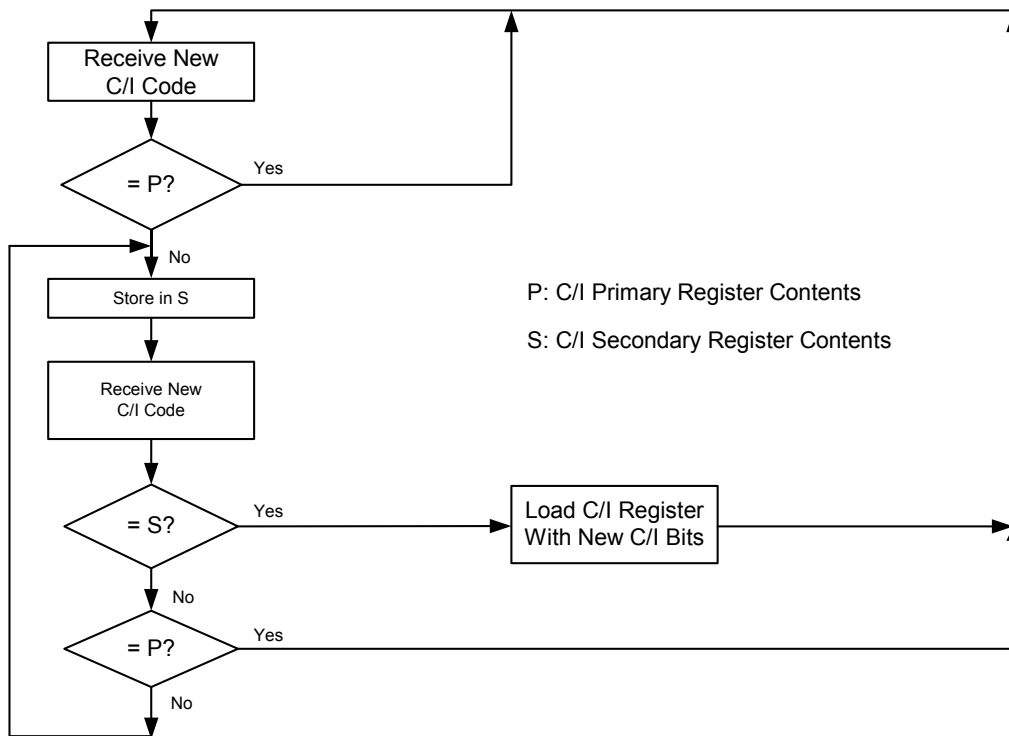 Receive New
C/I Code
= P?
Yes
No
Store in S
P: C/I Primary Register Contents
S: C/I Secondary Register Contents
Receive New
C/I Code
= S?
Yes
Load C/I Register
With New C/I Bits
No
= P?
Yes
No